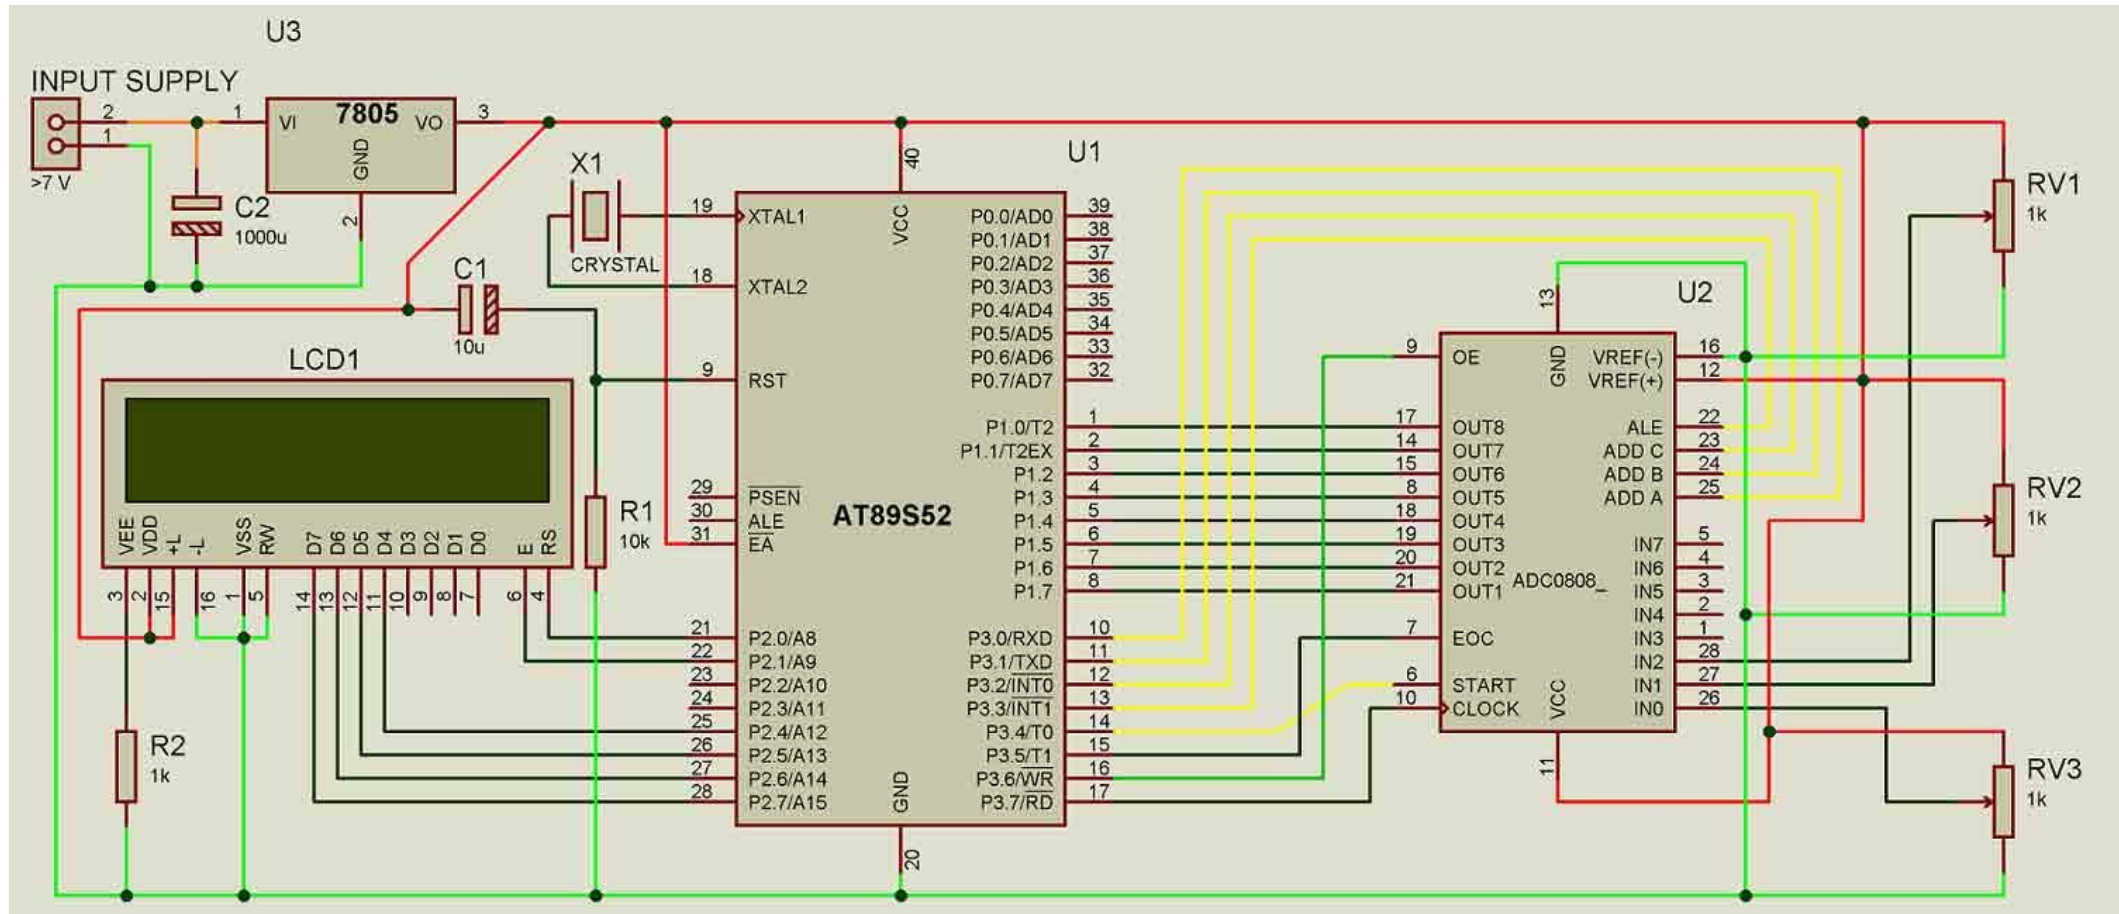 U3
INPUT SUPPLY
2
1
>7 V
1
VI
7805
VO
3
GND
2
C2
1000u
X1
CRYSTAL
C1
10u
LCD1
VEE
VDD
+L
-L
VSS
RW
D7
D6
D5
D4
D3
D2
D1
D0
E
RS
3
2
15
16
1
5
14
13
12
11
10
9
8
7
6
4
R2
1k
R1
10k
U1
AT89S52
40
VCC
19 XTAL1
18 XTAL2
9 RST
29 PSEN
30 ALE
31 EA
21 P2.0/A8
22 P2.1/A9
23 P2.2/A10
24 P2.3/A11
25 P2.4/A12
26 P2.5/A13
27 P2.6/A14
28 P2.7/A15
P0.0/AD0 39
P0.1/AD1 38
P0.2/AD2 37
P0.3/AD3 36
P0.4/AD4 35
P0.5/AD5 34
P0.6/AD6 33
P0.7/AD7 32
P1.0/T2 1
P1.1/T2EX 2
P1.2 3
P1.3 4
P1.4 5
P1.5 6
P1.6 7
P1.7 8
P3.0/RXD 10
P3.1/TXD 11
P3.2/INT0 12
P3.3/INT1 13
P3.4/T0 14
P3.5/T1 15
P3.6/WR 16
P3.7/RD 17
GND
20
U2
ADC0808_
13
GND
9 OE
17 OUT8
14 OUT7
15 OUT6
8 OUT5
18 OUT4
19 OUT3
20 OUT2
21 OUT1
7 EOC
6 START
10 CLOCK
VREF(-) 16
VREF(+) 12
ALE 22
ADD C 23
ADD B 24
ADD A 25
IN7 5
IN6 4
IN5 3
IN4 2
IN3 1
IN2 28
IN1 27
IN0 26
VCC
11
RV1
1k
RV2
1k
RV3
1k